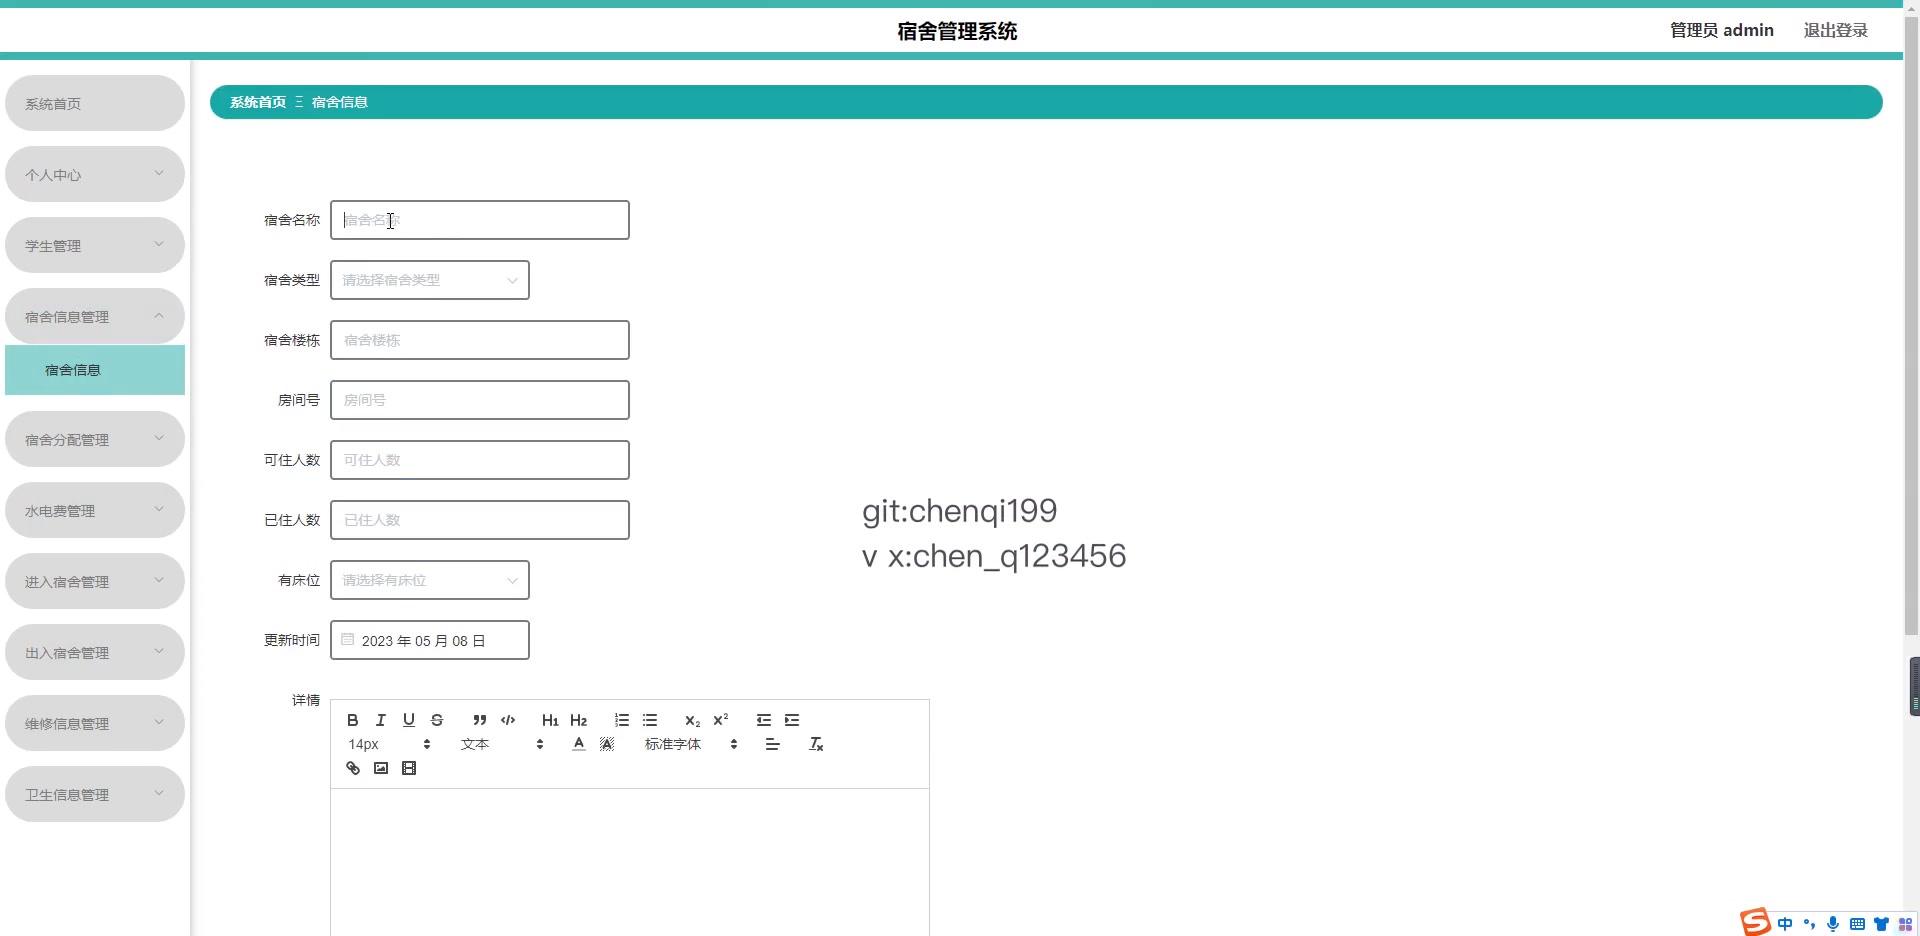 宿舍管理系统
管理员 admin
退出登录
系统首页
个人中心
学生管理
宿舍信息管理
宿舍信息
宿舍分配管理
水电费管理
进入宿舍管理
出入宿舍管理
维修信息管理
卫生信息管理
系统首页 Ξ 宿舍信息
宿舍名称 宿舍名称
宿舍类型 请选择宿舍类型
宿舍楼栋 宿舍楼栋
房间号 房间号
可住人数 可住人数
已住人数 已住人数
有床位 请选择有床位
更新时间 2023 年 05 月 08 日
详情
B I U S H1 H2 X2 X2
14px 文本 A A 标准字体 Tx
git:chenqi199
v x:chen_q123456
S 中